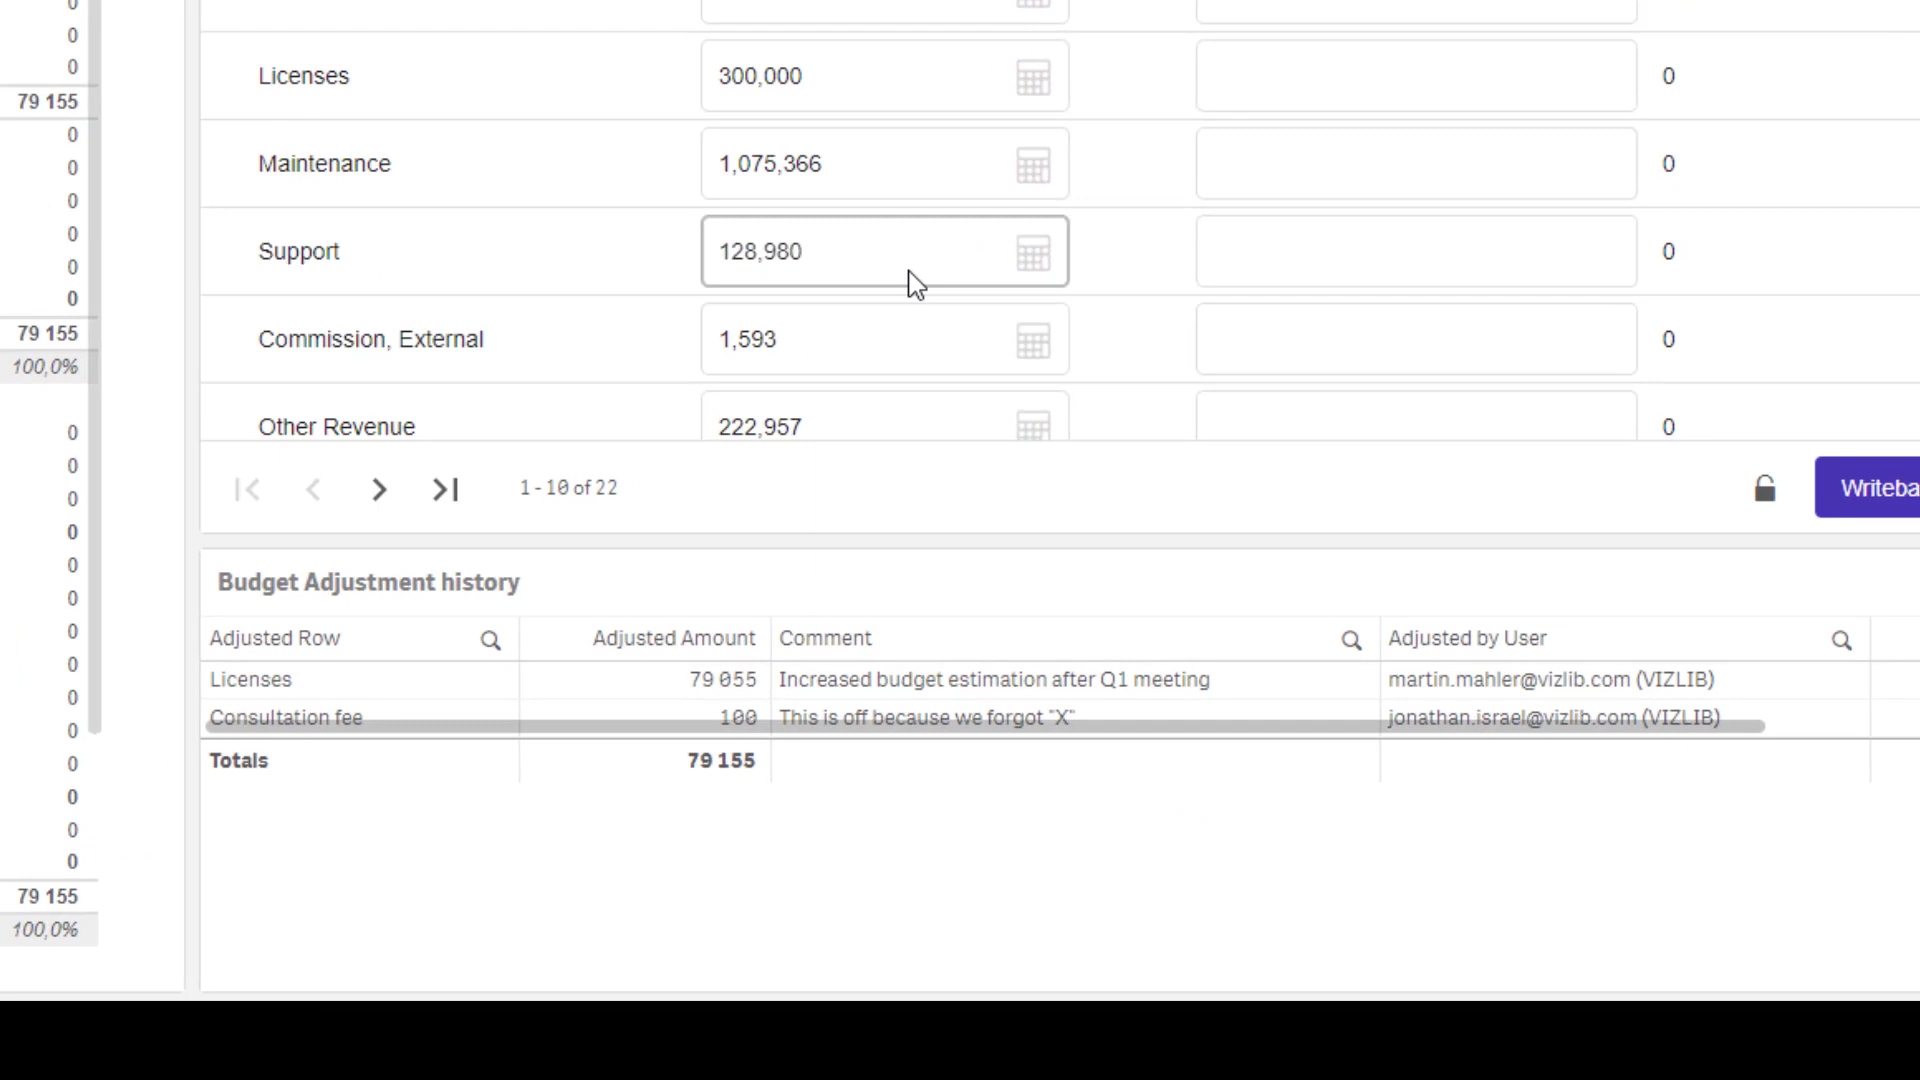 0
0
0
79 155
0
0
0
0
0
0
79 155
100,0%
0
0
0
0
0
0
0
0
0
0
0
0
0
0
79 155
100,0%
Licenses 300,000 0
Maintenance 1,075,366 0
Support 128,980 0
Commission, External 1,593 0
Other Revenue 222,957 0
1 - 10 of 22 Writeba
Budget Adjustment history
Adjusted Row Adjusted Amount Comment Adjusted by User
Licenses 79 055 Increased budget estimation after Q1 meeting martin.mahler@vizlib.com (VIZLIB)
Consultation fee 100 This is off because we forgot "X" jonathan.israel@vizlib.com (VIZLIB)
Totals 79 155